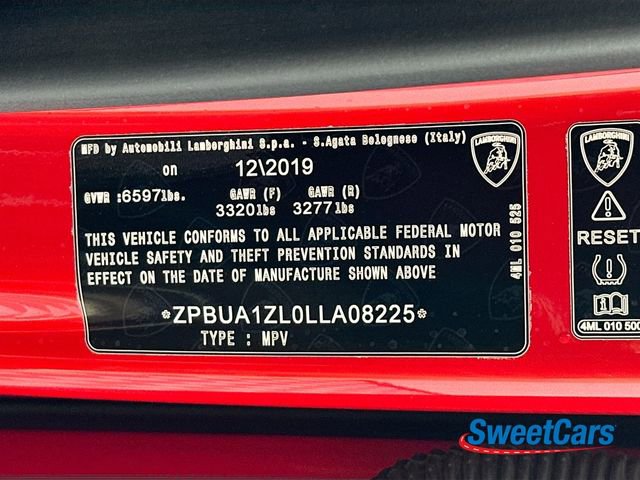 MFD by Automobili Lamborghini S.p.a. - S.Agata Bolognese (Italy)
on 12\2019
GVWR :6597lbs. GAWR (F) GAWR (R)
3320lbs 3277lbs
THIS VEHICLE CONFORMS TO ALL APPLICABLE FEDERAL MOTOR
VEHICLE SAFETY AND THEFT PREVENTION STANDARDS IN
EFFECT ON THE DATE OF MANUFACTURE SHOWN ABOVE
*ZPBUA1ZL0LLA08225*
TYPE : MPV
4ML 010 525
LAMBORGHINI
LAMBORGHINI
RESET
4ML 010 500
SweetCars